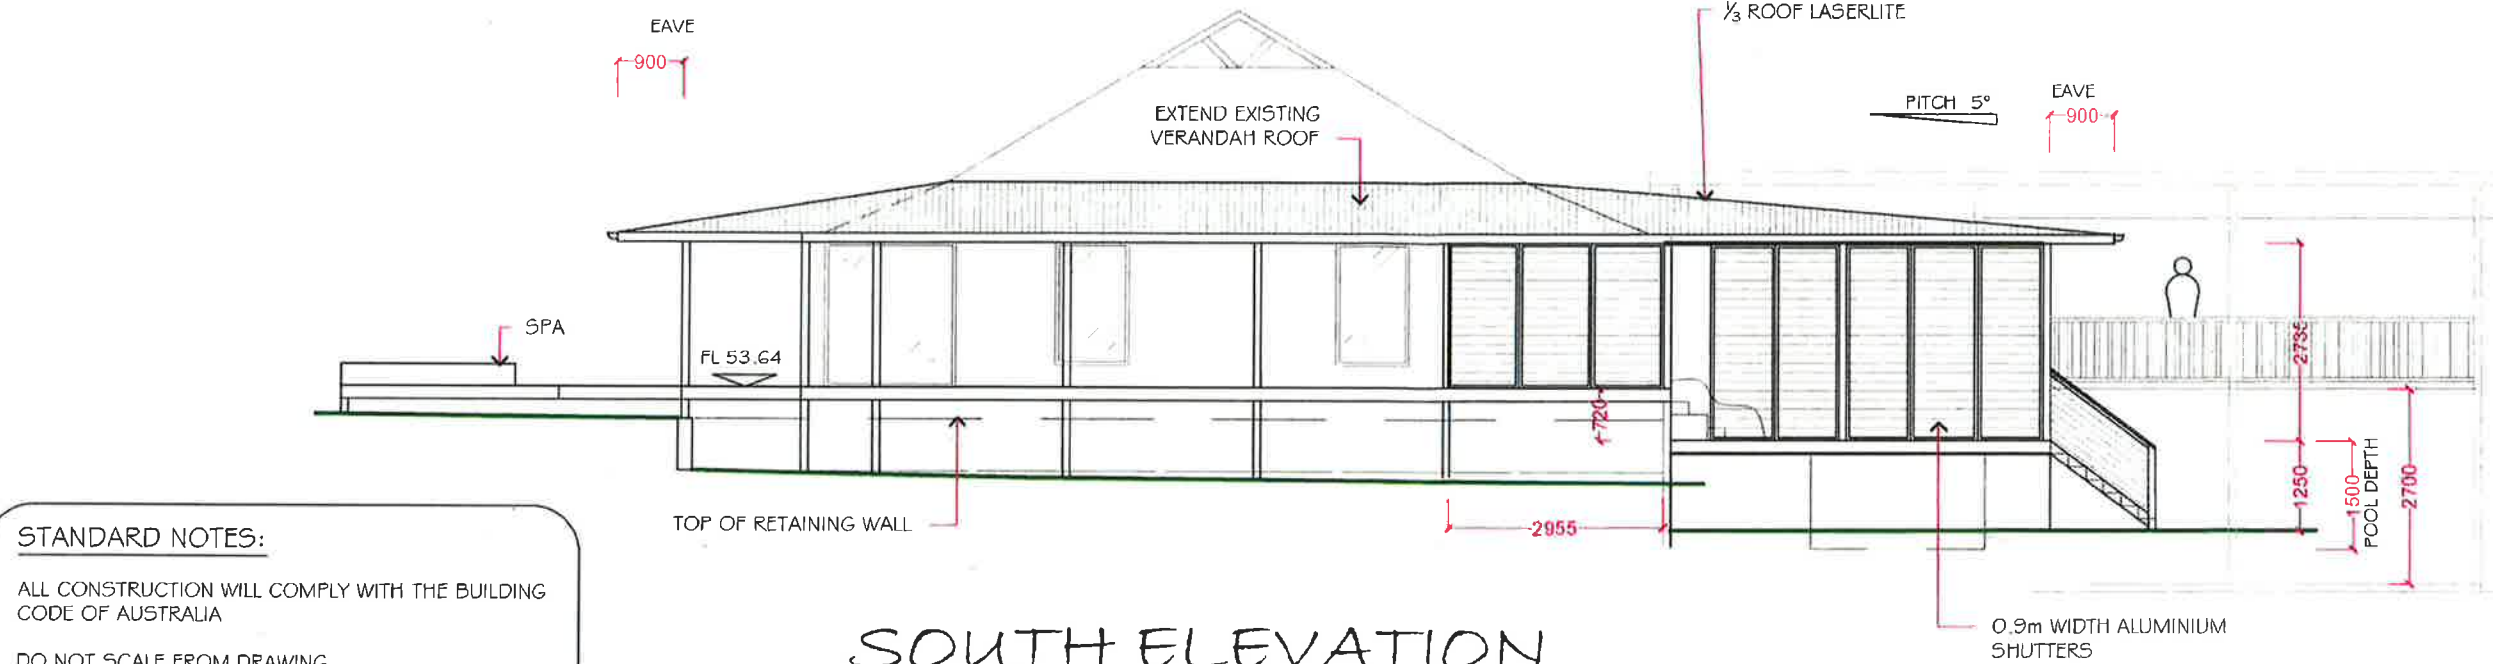 EAVE
900
⅓ ROOF LASERLITE
EXTEND EXISTING
VERANDAH ROOF
PITCH 5°
EAVE
900
SPA
FL 53.64
2735
720
TOP OF RETAINING WALL
2955
1250
1500
POOL DEPTH
2700
0.9m WIDTH ALUMINIUM
SHUTTERS
STANDARD NOTES:
ALL CONSTRUCTION WILL COMPLY WITH THE BUILDING
CODE OF AUSTRALIA
DO NOT SCALE FROM DRAWING
SOUTH ELEVATION